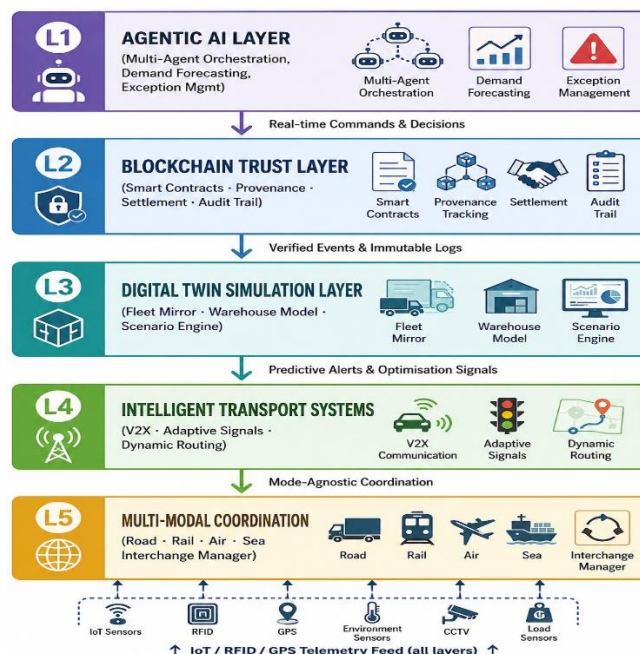 L1
AGENTIC AI LAYER
(Multi-Agent Orchestration,
Demand Forecasting,
Exception Mgmt)
Multi-Agent
Orchestration
Demand
Forecasting
Exception
Management
Real-time Commands & Decisions
L2
BLOCKCHAIN TRUST LAYER
(Smart Contracts · Provenance ·
Settlement · Audit Trail)
Smart
Contracts
Provenance
Tracking
Settlement
Audit
Trail
Verified Events & Immutable Logs
L3
DIGITAL TWIN SIMULATION LAYER
(Fleet Mirror · Warehouse Model ·
Scenario Engine)
Fleet
Mirror
Warehouse
Model
Scenario
Engine
Predictive Alerts & Optimisation Signals
L4
INTELLIGENT TRANSPORT SYSTEMS
(V2X · Adaptive Signals ·
Dynamic Routing)
V2X
Communication
Adaptive
Signals
Dynamic
Routing
Mode-Agnostic Coordination
L5
MULTI-MODAL COORDINATION
(Road · Rail · Air · Sea
Interchange Manager)
Road
Rail
Air
Sea
Interchange
Manager
IoT Sensors
RFID
GPS
Environment
Sensors
CCTV
Load
Sensors
↑ IoT / RFID / GPS Telemetry Feed (all layers) ↑